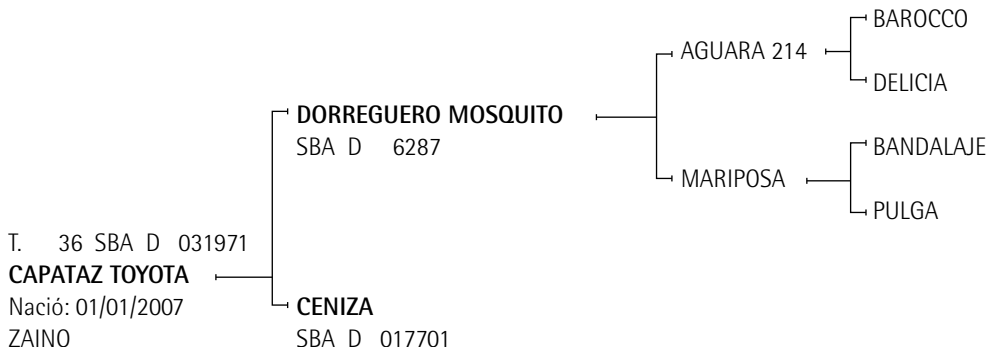 BAROCCO
AGUARA 214
DELICIA
DORREGUERO MOSQUITO
SBA D 6287
BANDALAJE
MARIPOSA
PULGA
T. 36 SBA D 031971
CAPATAZ TOYOTA
Nació: 01/01/2007
CENIZA
ZAINO
SBA D 017701